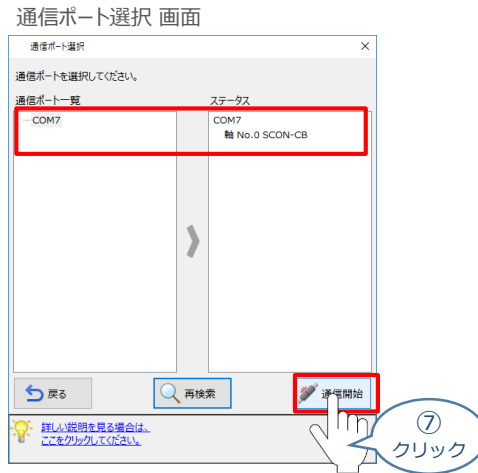 通信ポート選択 画面
通信ポート選択
通信ポートを選択してください。
通信ポート一覧
ステータス
COM7
COM7
軸 No.0 SCON-CB
戻る
再検索
通信開始
詳しい説明を見る場合は、
ここをクリックしてください。
⑦
クリック